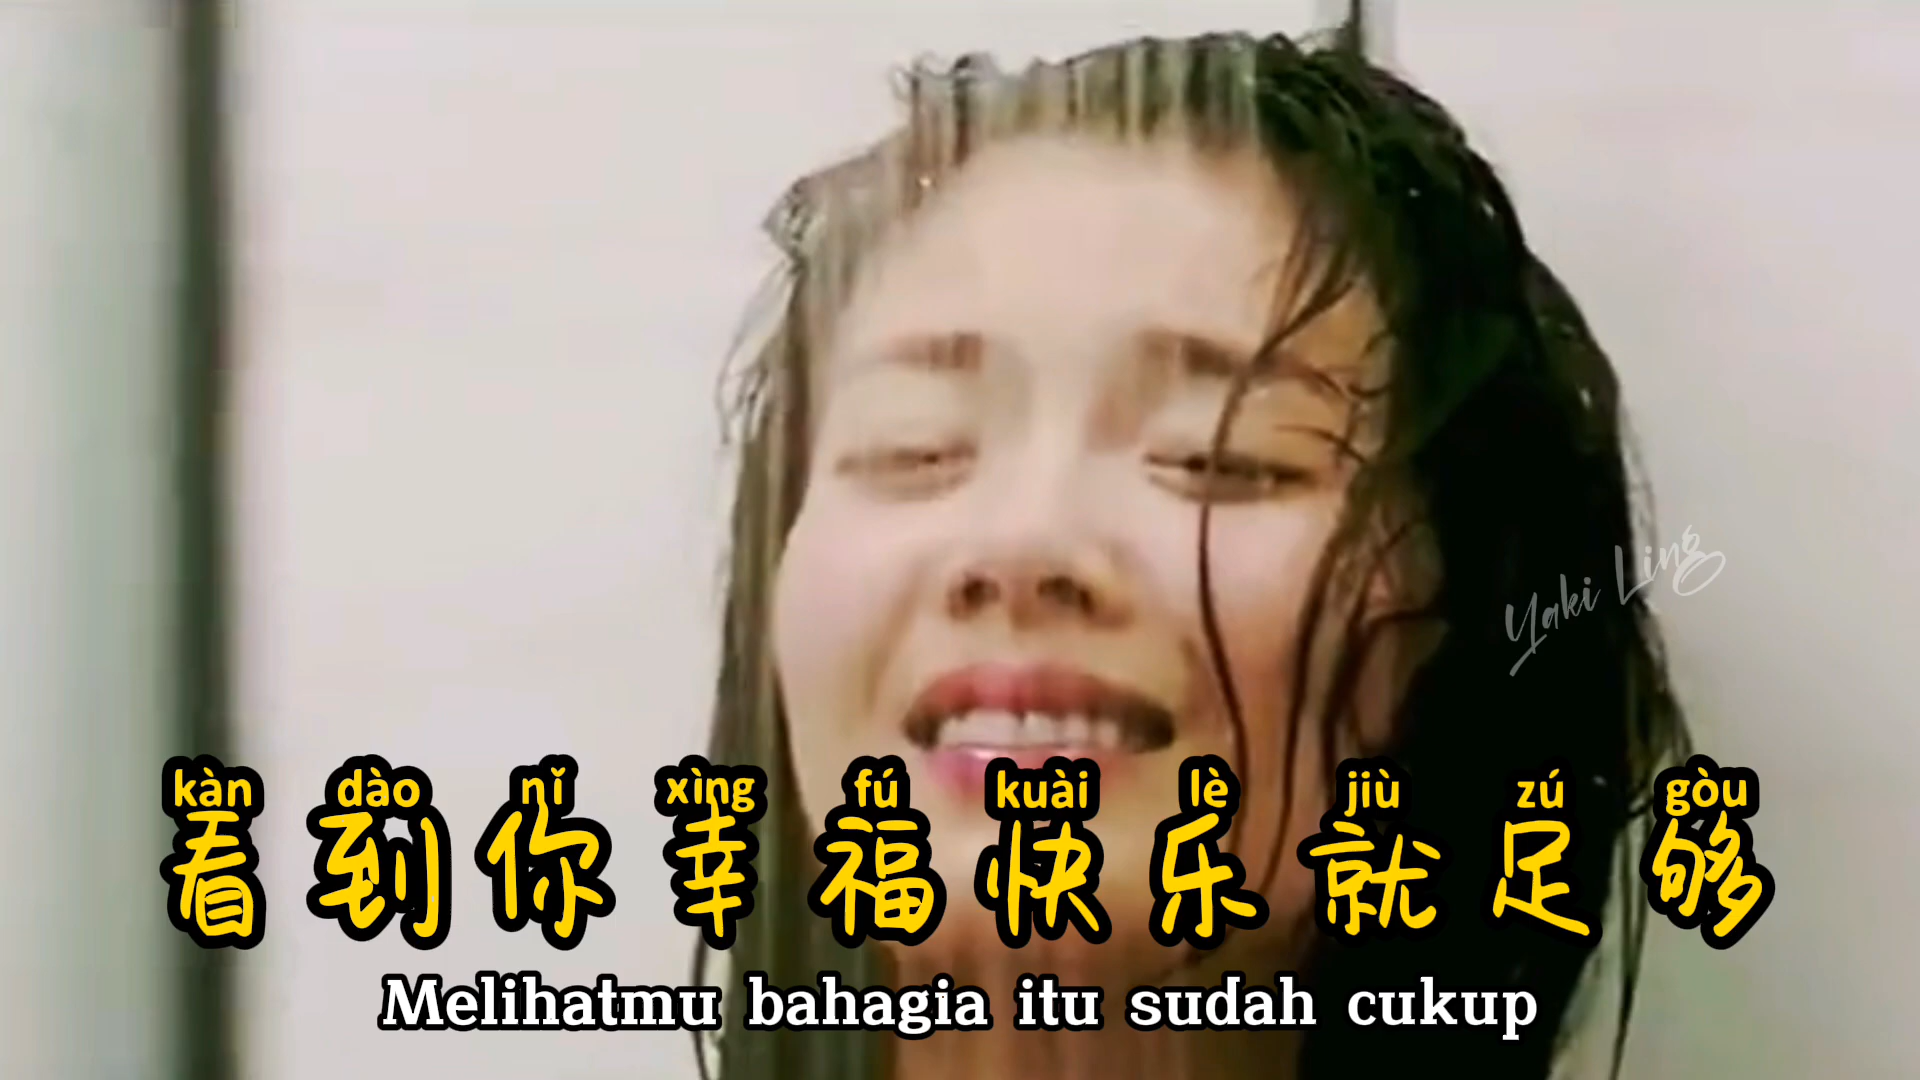 Yaki Ling
kàn dào nǐ xìng fú kuài lè jiù zú gòu
看到你幸福快乐就足够
Melihatmu bahagia itu sudah cukup